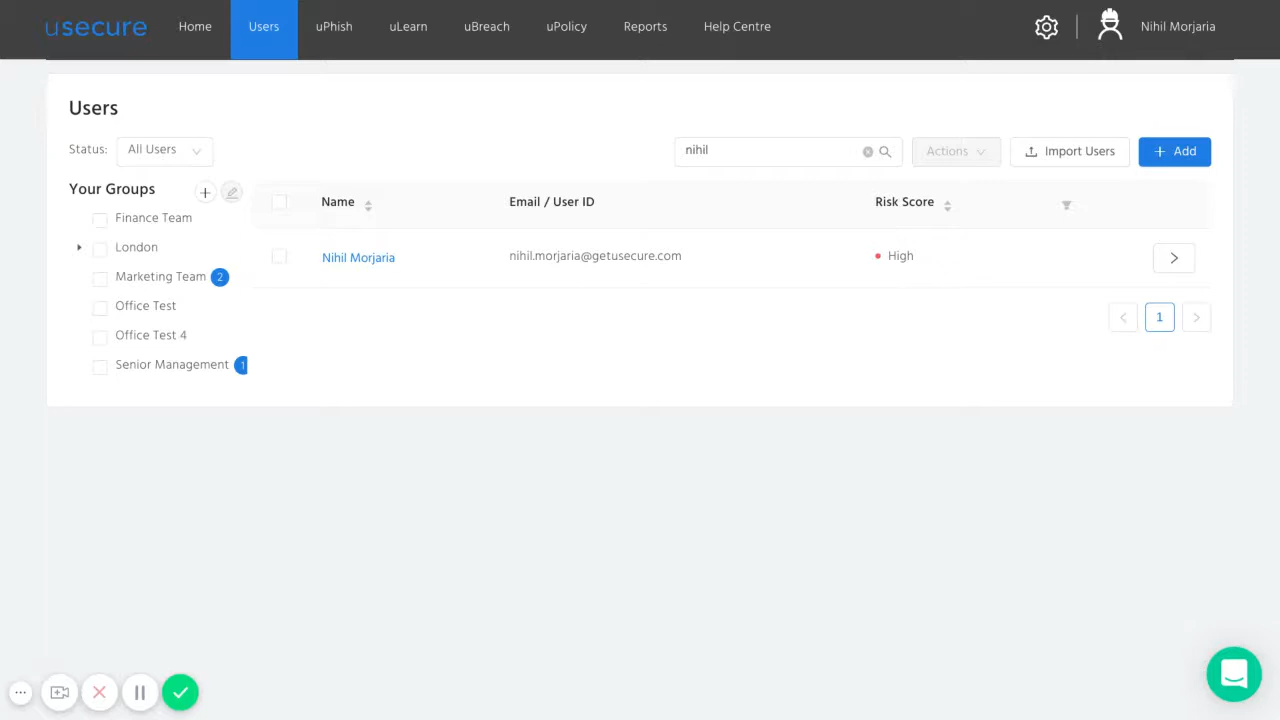 usecure Home Users uPhish uLearn uBreach uPolicy Reports Help Centre Nihil Morjaria
Users
Status: All Users nihil Actions Import Users + Add
Your Groups
Name Email / User ID Risk Score
Finance Team
London
Marketing Team 2
Office Test
Office Test 4
Senior Management 1
Nihil Morjaria nihil.morjaria@getusecure.com High
1